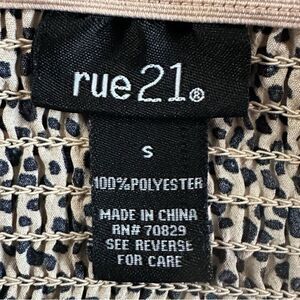 rue21®
S
100%POLYESTER
MADE IN CHINA
RN# 70829
SEE REVERSE
FOR CARE